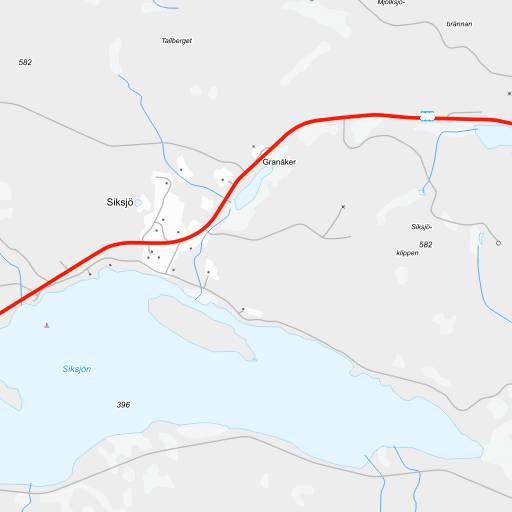 Mjölksjö-
brännan
Tallberget
582
Granåker
Siksjö
Siksjö-
582
klippen
Siksjön
396